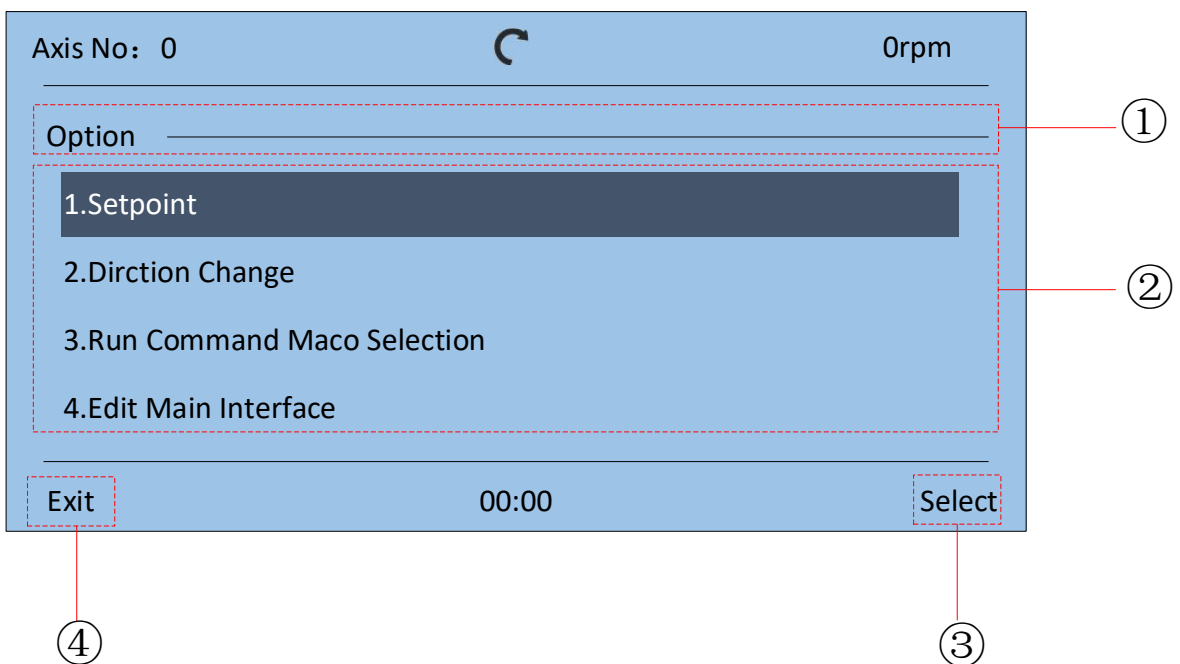 Axis No：0 0rpm
Option ①
1.Setpoint
2.Dirction Change ②
3.Run Command Maco Selection
4.Edit Main Interface
Exit 00:00 Select
④ ③